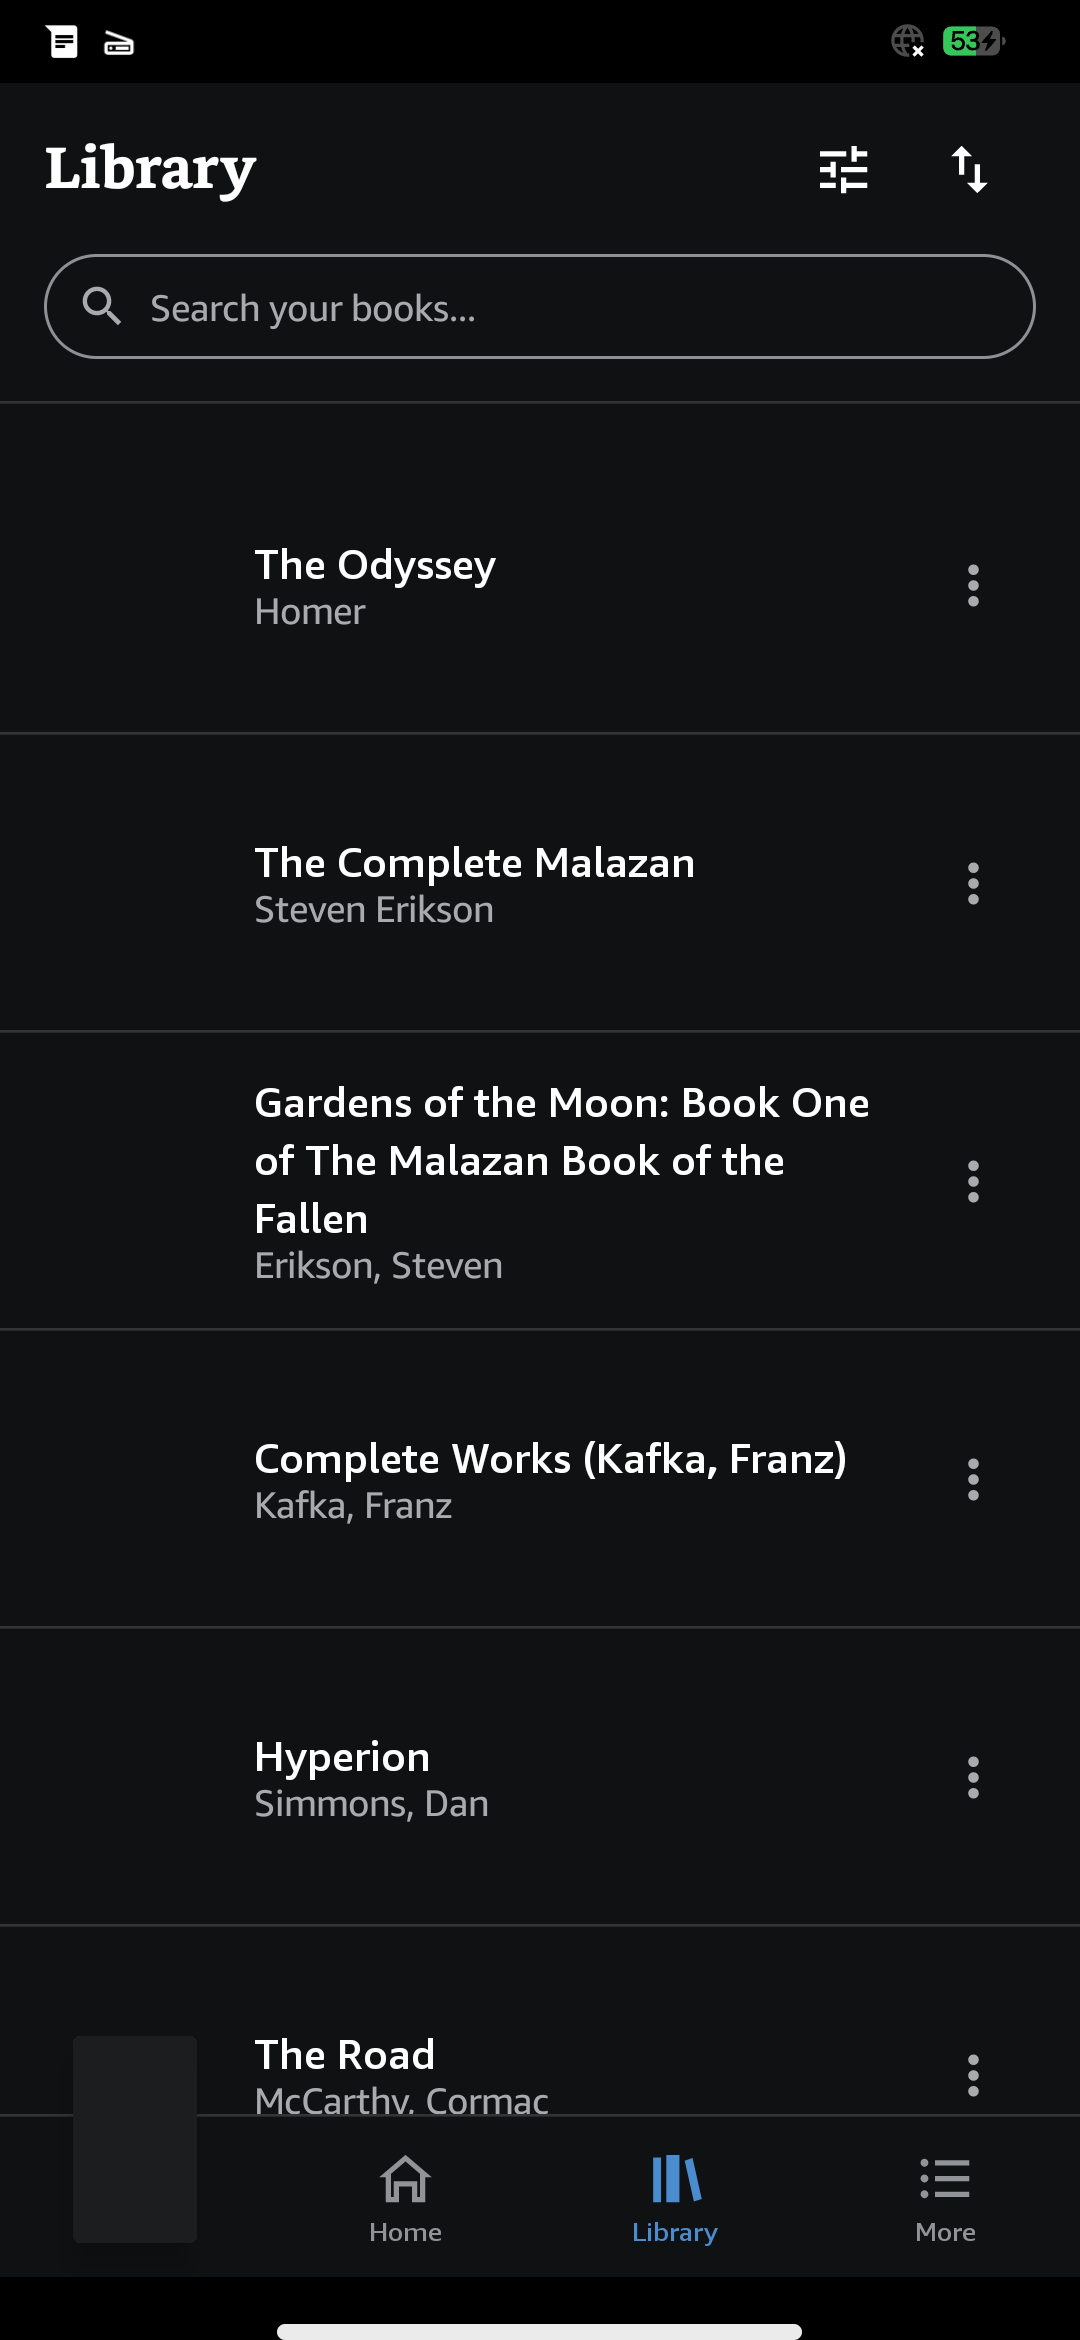 53
Library
Search your books...
The Odyssey
Homer
The Complete Malazan
Steven Erikson
Gardens of the Moon: Book One
of The Malazan Book of the
Fallen
Erikson, Steven
Complete Works (Kafka, Franz)
Kafka, Franz
Hyperion
Simmons, Dan
The Road
McCarthy, Cormac
Home
Library
More